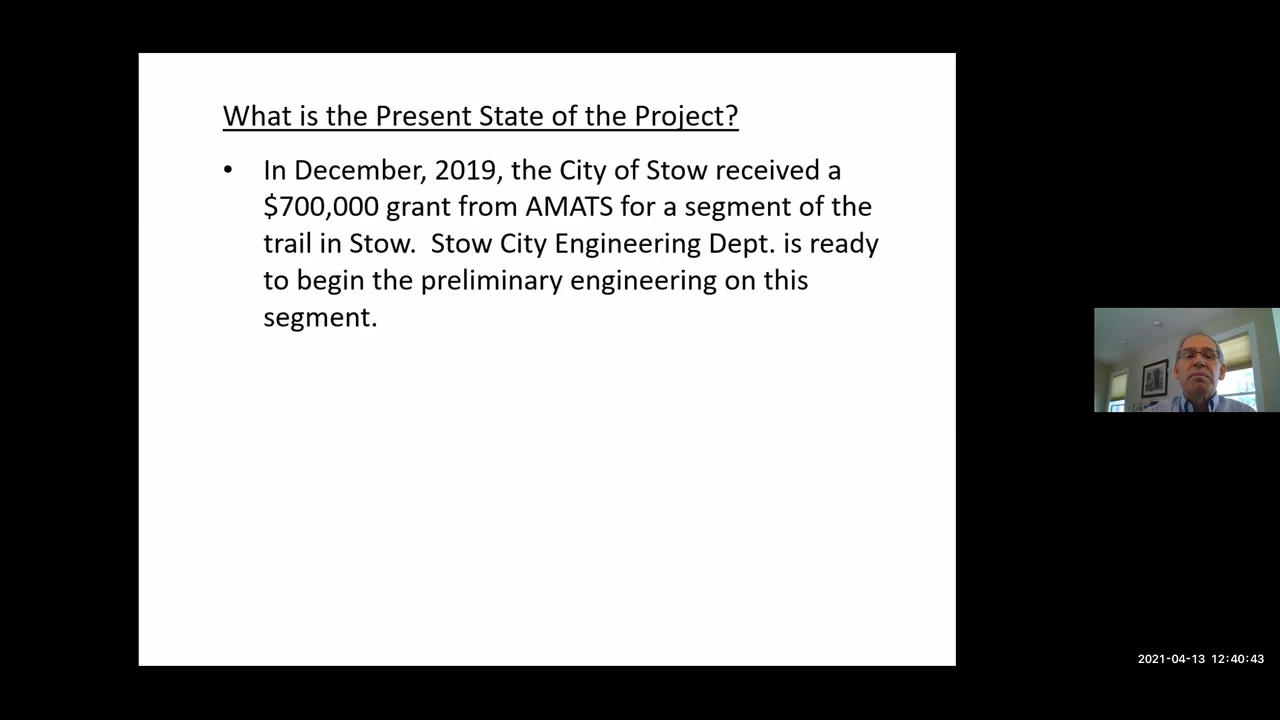 What is the Present State of the Project?
• In December, 2019, the City of Stow received a
$700,000 grant from AMATS for a segment of the
trail in Stow.  Stow City Engineering Dept. is ready
to begin the preliminary engineering on this
segment.
2021-04-13 12:40:43